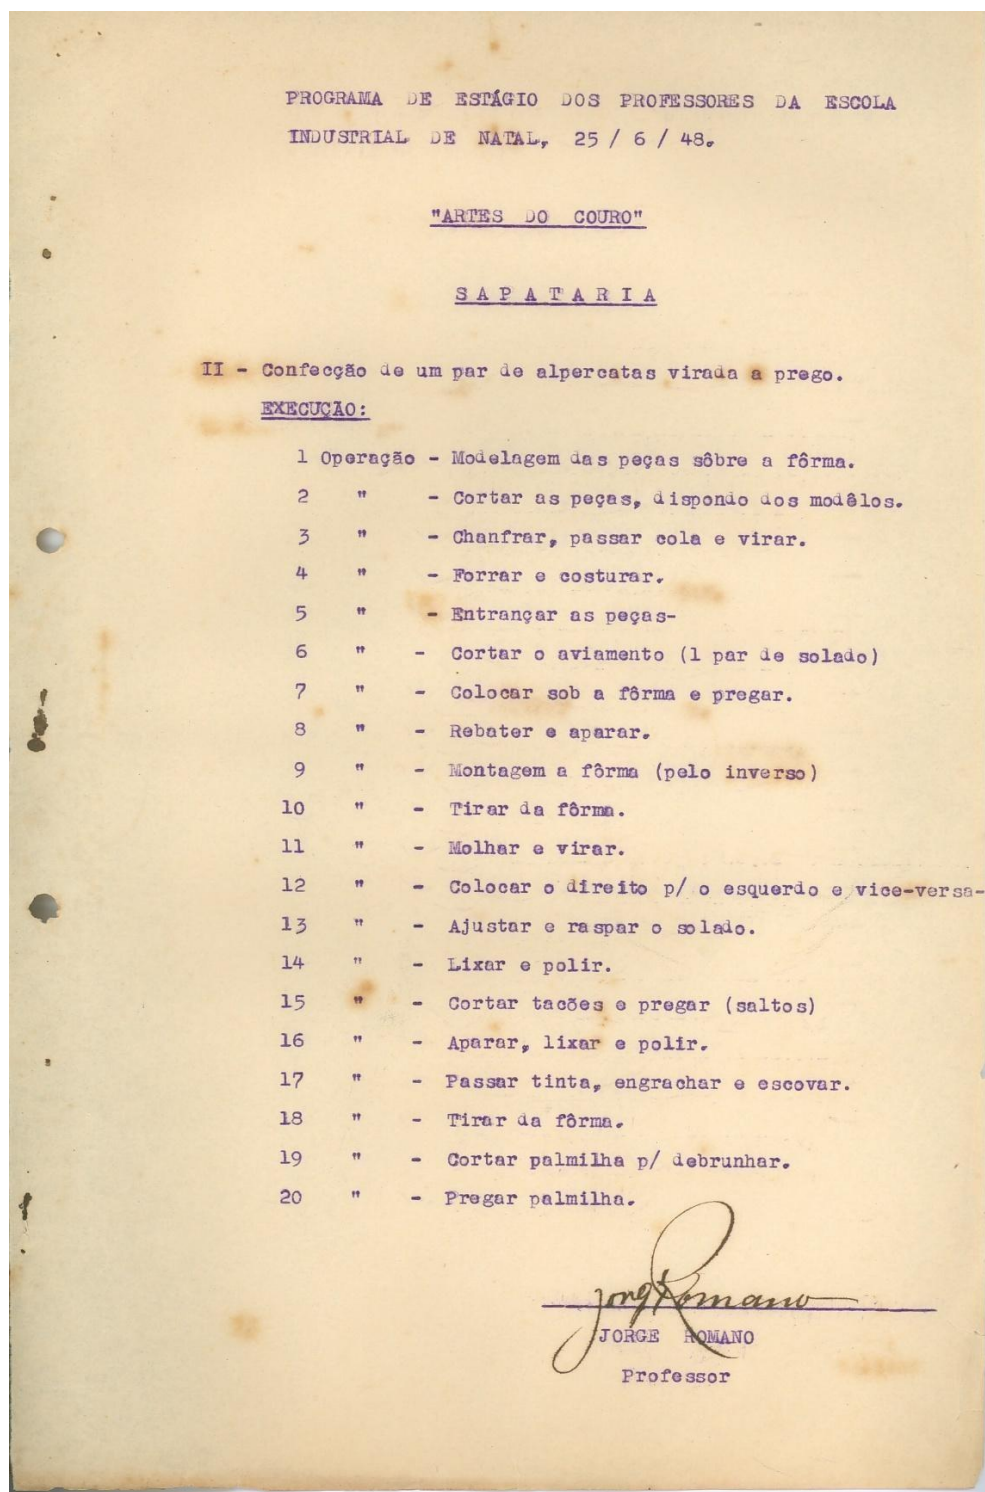 PROGRAMA DE ESTÁGIO DOS PROFESSORES DA ESCOLA
INDUSTRIAL DE NATAL, 25 / 6 / 48.
"ARTES DO COURO"
S A P A T A R I A
II - Confecção de um par de alpercatas virada a prego.
EXECUÇÃO:
1 Operação - Modelagem das peças sôbre a fôrma.
2 " - Cortar as peças, dispondo dos modêlos.
3 " - Chanfrar, passar cola e virar.
4 " - Forrar e costurar.
5 " - Entrançar as peças-
6 " - Cortar o aviamento (1 par de solado)
7 " - Colocar sob a fôrma e pregar.
8 " - Rebater e aparar.
9 " - Montagem a fôrma (pelo inverso)
10 " - Tirar da fôrma.
11 " - Molhar e virar.
12 " - Colocar o direito p/ o esquerdo e vice-versa-
13 " - Ajustar e raspar o solado.
14 " - Lixar e polir.
15 " - Cortar tacões e pregar (saltos)
16 " - Aparar, lixar e polir.
17 " - Passar tinta, engrachar e escovar.
18 " - Tirar da fôrma.
19 " - Cortar palmilha p/ debrunhar.
20 " - Pregar palmilha.
Jorge Romano
JORGE ROMANO
Professor